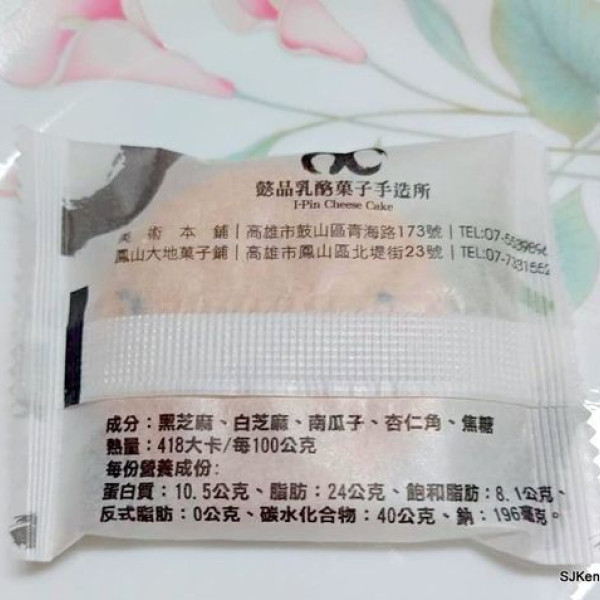 懿品乳酪菓子手造所
I-Pin Cheese Cake
美術本鋪│高雄市鼓山區青海路173號│TEL:07-5539896
鳳山大地菓子鋪│高雄市鳳山區北堤街23號│TEL:07-7331552
成分：黑芝麻、白芝麻、南瓜子、杏仁角、焦糖
熱量：418大卡/每100公克
每份營養成份:
蛋白質：10.5公克、脂肪：24公克、飽和脂肪：8.1公克、
反式脂肪：0公克、碳水化合物：40公克、鈉：196毫克。
SJKen